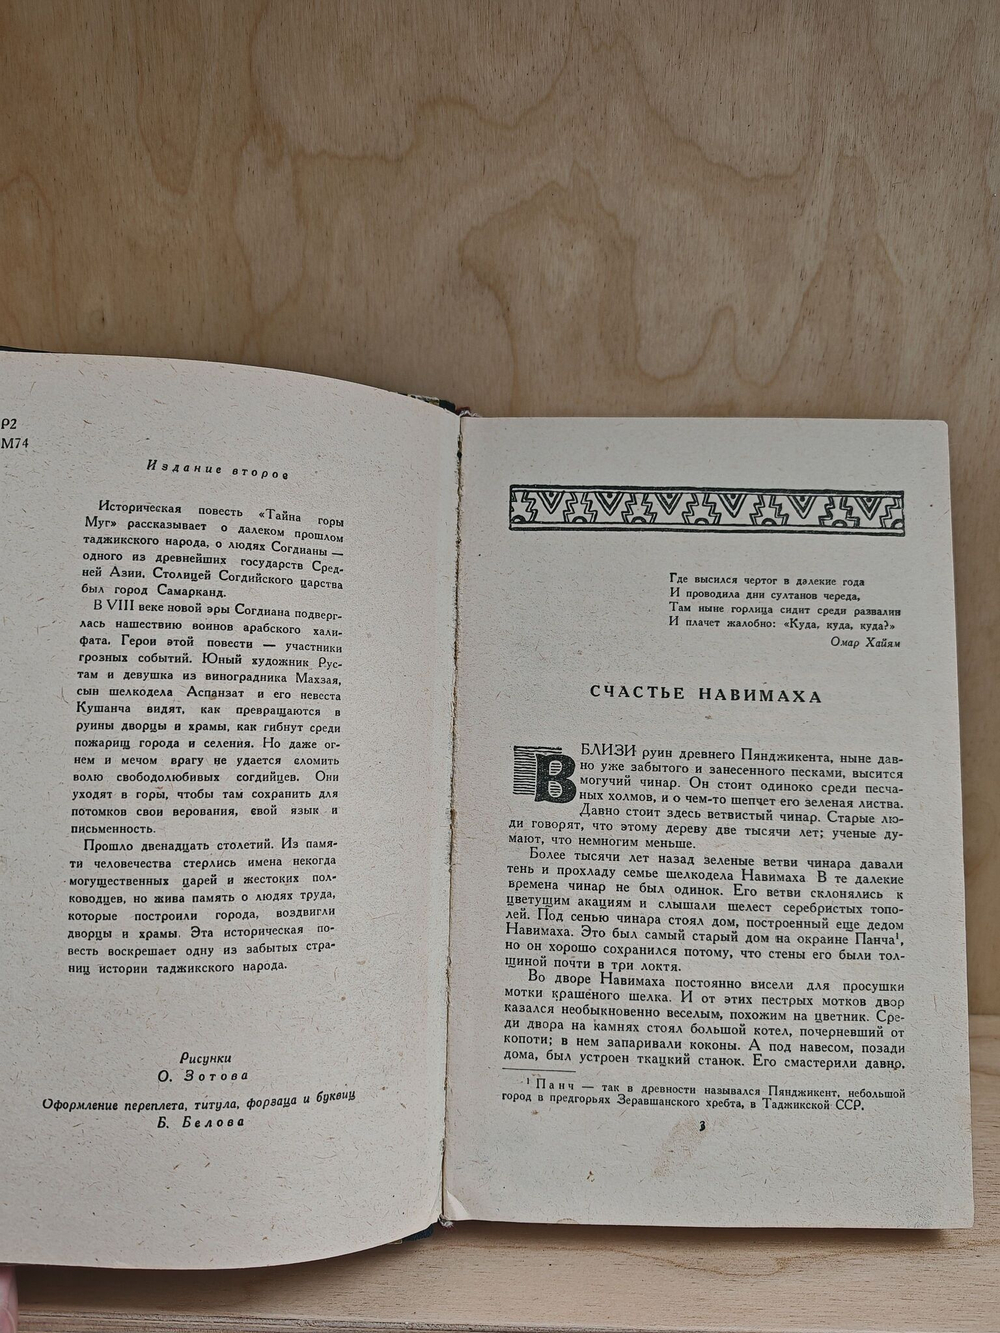 Р2
М74
Издание второе
Историческая повесть «Тайна горы
Муг» рассказывает о далеком прошлом
таджикского народа, о людях Согдианы —
одного из древнейших государств Сред-
ней Азии. Столицей Согдийского царства
был город Самарканд.
В VIII веке новой эры Согдиана подверг-
лась нашествию воинов арабского хали-
фата. Герои этой повести — участники
грозных событий. Юный художник Рус-
там и девушка из виноградника Махзая,
сын шелкодела Аспанзат и его невеста
Кушанча видят, как превращаются в
руины дворцы и храмы, как гибнут среди
пожарищ города и селения. Но даже ог-
нем и мечом врагу не удается сломить
волю свободолюбивых согдийцев. Они
уходят в горы, чтобы там сохранить для
потомков свои верования, свой язык и
письменность.
Прошло двенадцать столетий. Из памя-
ти человечества стерлись имена некогда
могущественных царей и жестоких пол-
ководцев, но жива память о людях труда,
которые построили города, воздвигли
дворцы и храмы. Эта историческая по-
весть воскрешает одну из забытых стра-
ниц истории таджикского народа.
Рисунки
О. Зотова
Оформление переплета, титула, форзаца и буквиц
Б. Белова
Где высился чертог в далекие года
И проводила дни султанов череда,
Там ныне горлица сидит среди развалин
И плачет жалобно: «Куда, куда, куда?»
Омар Хайям
СЧАСТЬЕ НАВИМАХА
ВБЛИЗИ руин древнего Пянджикента, ныне дав-
но уже забытого и занесенного песками, высится
могучий чинар. Он стоит одиноко среди песча-
ных холмов, и о чем-то шепчет его зеленая листва.
Давно стоит здесь ветвистый чинар. Старые лю-
ди говорят, что этому дереву две тысячи лет; ученые ду-
мают, что немногим меньше.
Более тысячи лет назад зеленые ветви чинара давали
тень и прохладу семье шелкодела Навимаха В те далекие
времена чинар не был одинок. Его ветви склонялись к
цветущим акациям и слышали шелест серебристых топо-
лей. Под сенью чинара стоял дом, построенный еще дедом
Навимаха. Это был самый старый дом на окраине Панча¹,
но он хорошо сохранился потому, что стены его были тол-
щиной почти в три локтя.
Во дворе Навимаха постоянно висели для просушки
мотки крашеного шелка. И от этих пестрых мотков двор
казался необыкновенно веселым, похожим на цветник. Сре-
ди двора на камнях стоял большой котел, почерневший от
копоти; в нем запаривали коконы. А под навесом, позади
дома, был устроен ткацкий станок. Его смастерили давно,
¹ Панч — так в древности назывался Пянджикент, небольшой
город в предгорьях Зеравшанского хребта, в Таджикской ССР.
3